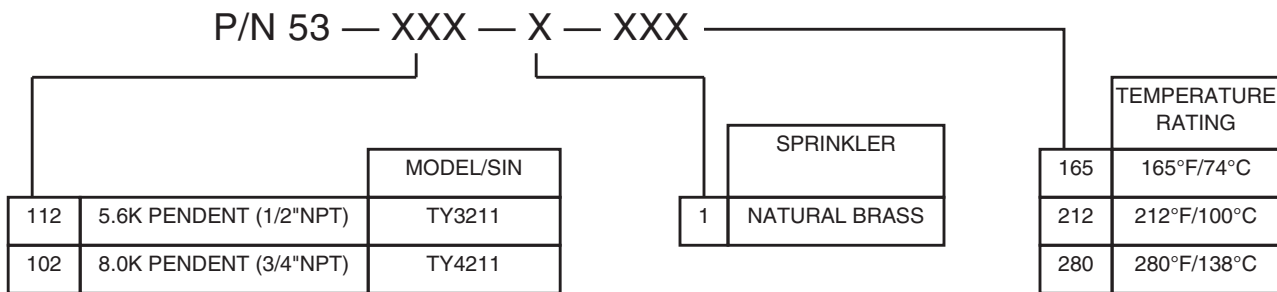 P/N 53 — XXX — X — XXX
TEMPERATURE
RATING
SPRINKLER
MODEL/SIN
165 165°F/74°C
112 5.6K PENDENT (1/2"NPT) TY3211
1 NATURAL BRASS
212 212°F/100°C
102 8.0K PENDENT (3/4"NPT) TY4211
280 280°F/138°C